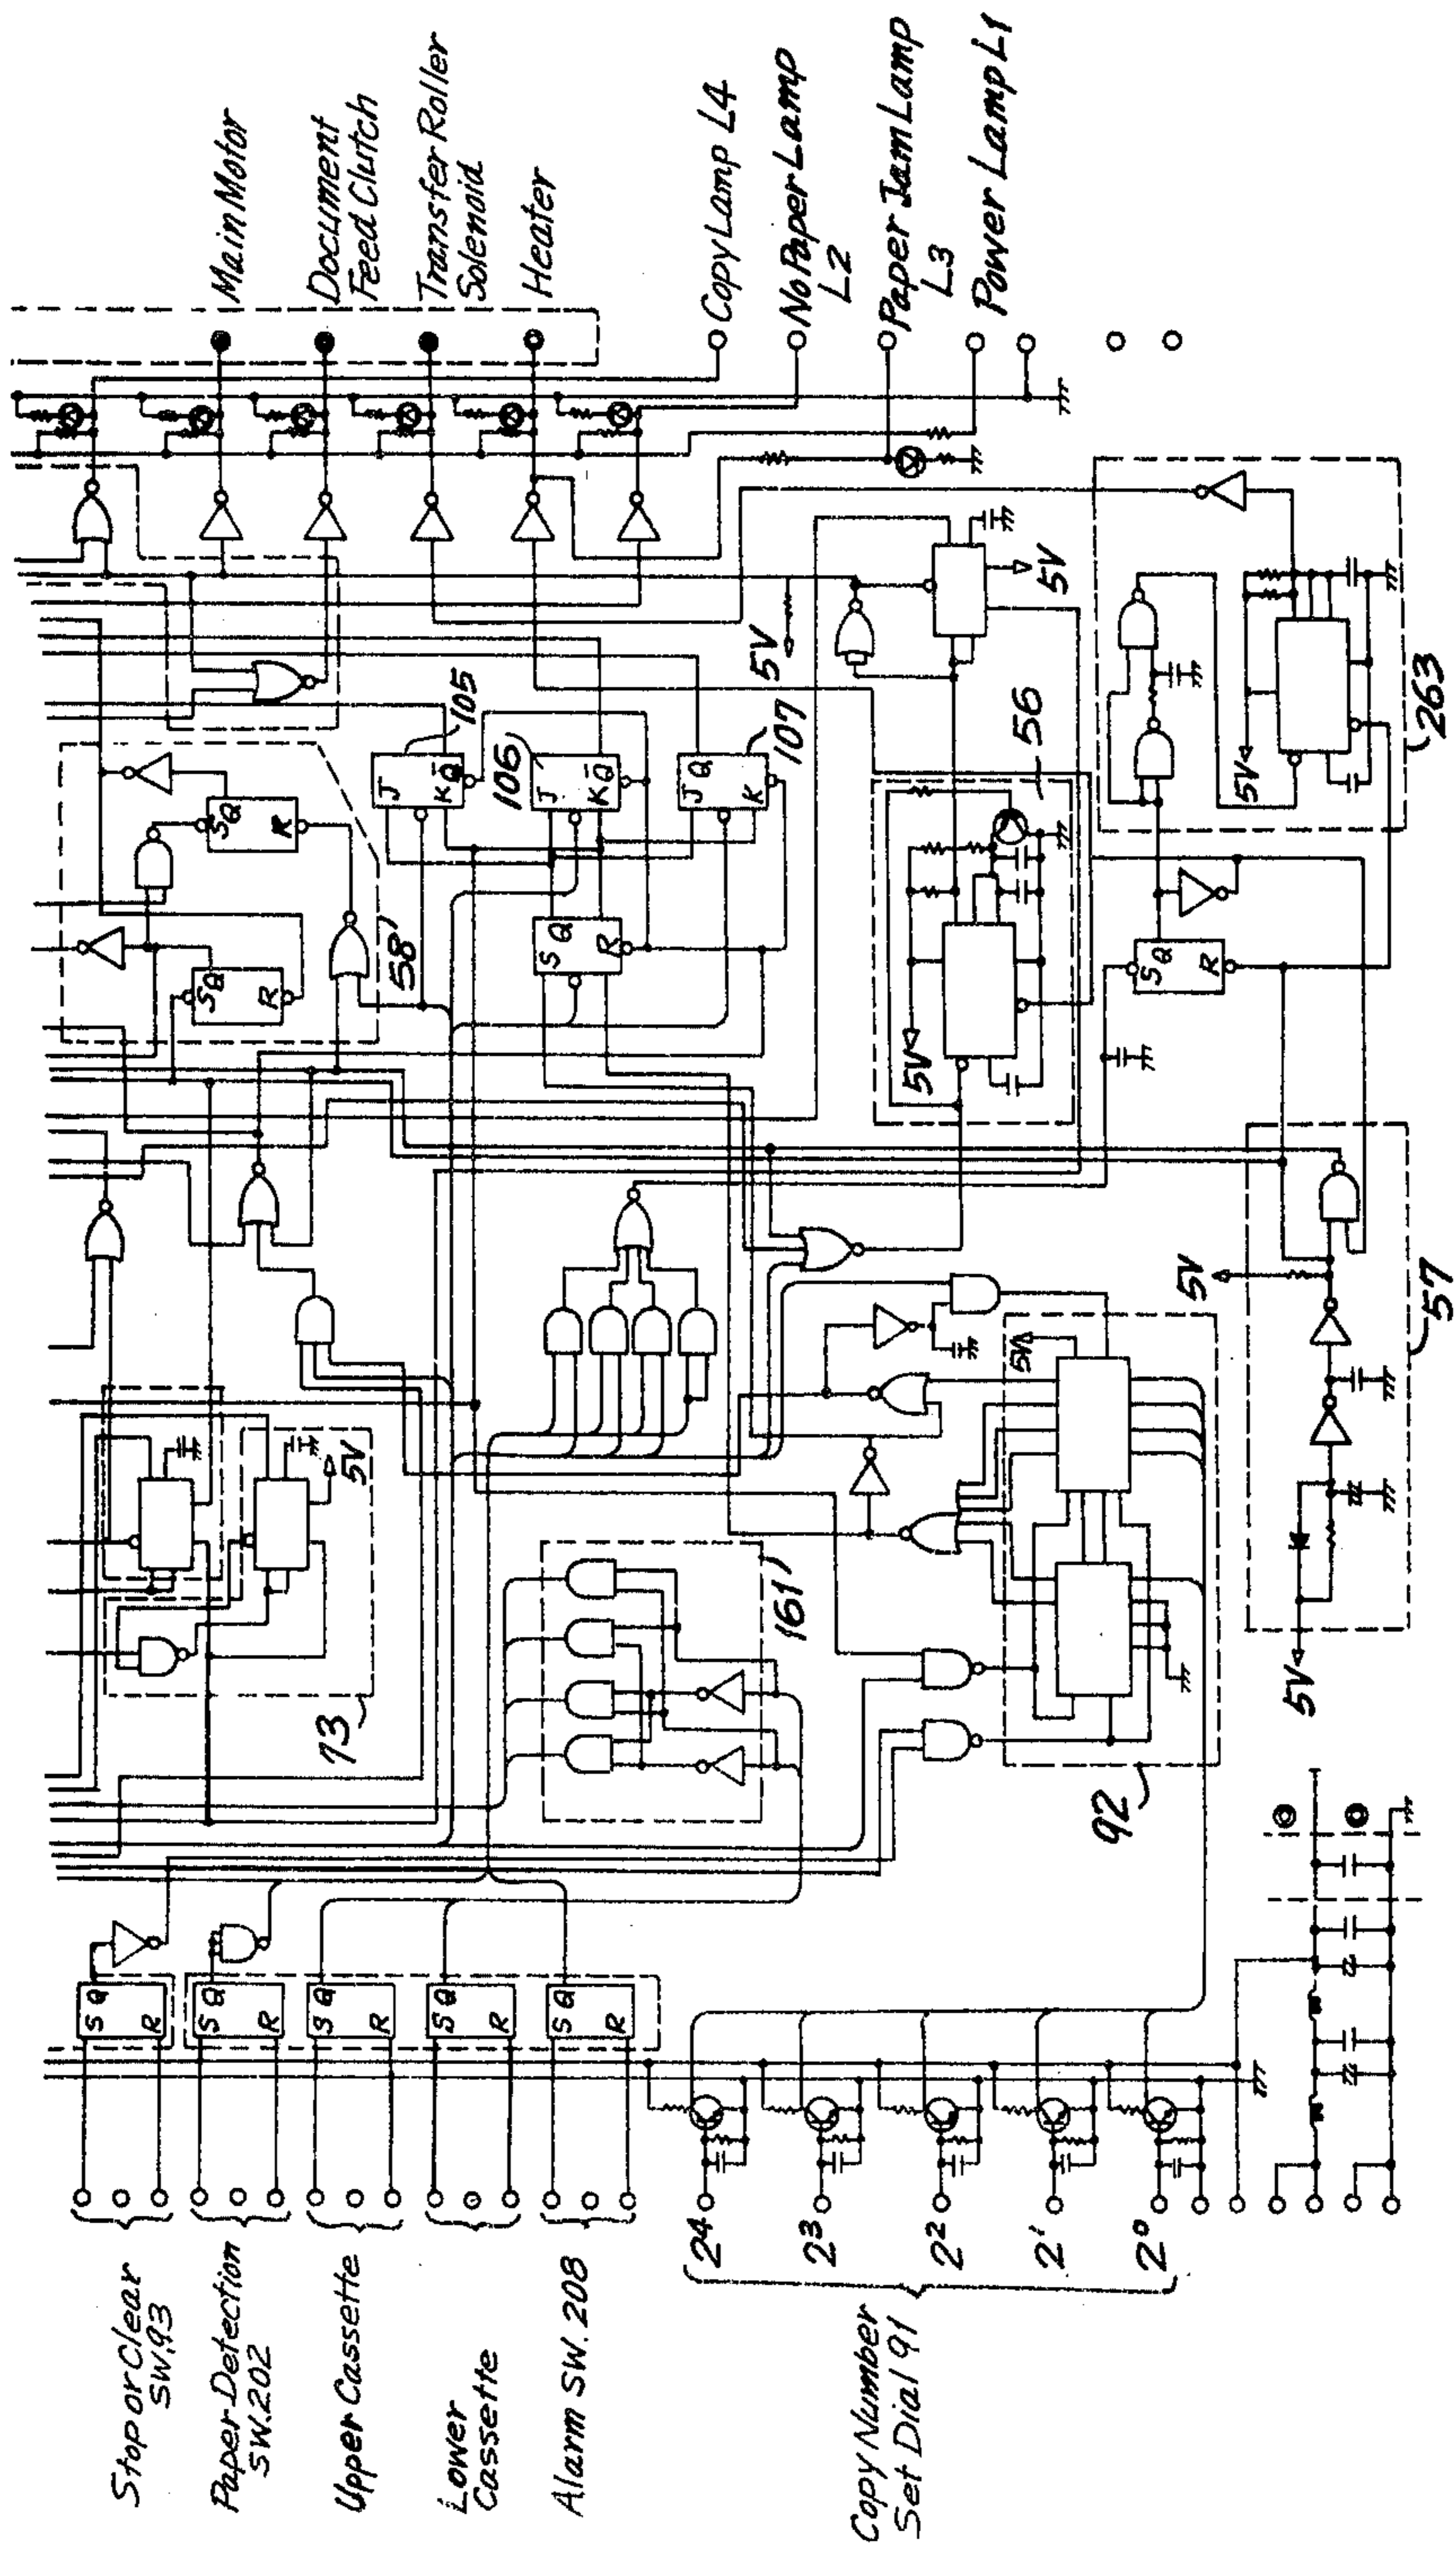 Stop or Clear
SW.93
Paper Detection
SW.202
Upper Cassette
Lower
Cassette
Alarm SW. 208
Copy Number
Set Dial 91
2⁴
2³
2²
2¹
2⁰
S Q
R
S Q
R
S Q
R
S Q
R
S Q
R
73
5V
161'
92
5V
5V
57
5V
58'
S Q
R
S Q
R
S Q
R
J
K Q̄
105
J
K Q̄
106
J Q
K
107
5V
56
5V
5V
S Q
R
5V
263
Main Motor
Document
Feed Clutch
Transfer Roller
Solenoid
Heater
Copy Lamp L4
No Paper Lamp
L2
Paper Jam Lamp
L3
Power Lamp L1